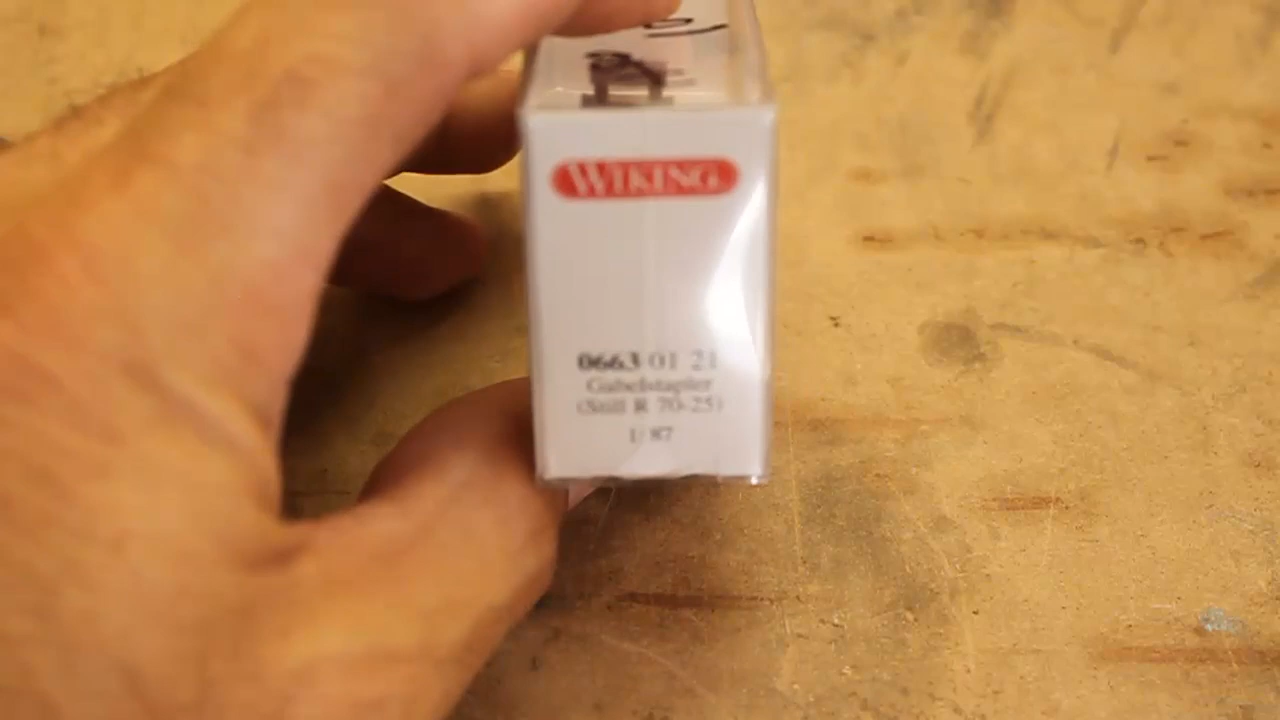 WIKING
0663 01 21
Gabelstapler
(Still R 70-25)
1/87